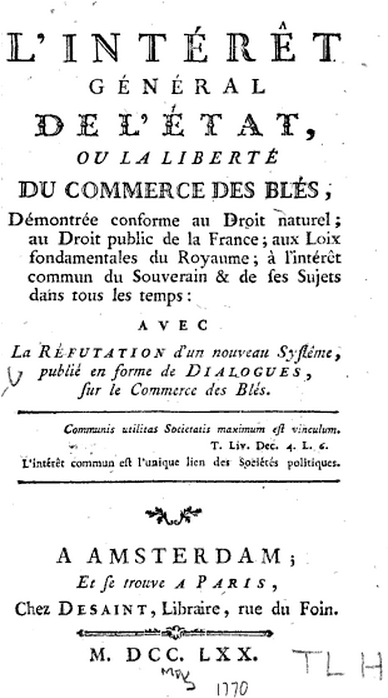 L'INTÉRÊT
GÉNÉRAL
DE L'ÉTAT,
OU LA LIBERTÉ
DU COMMERCE DES BLÉS,
Démontrée conforme au Droit naturel;
au Droit public de la France; aux Loix
fondamentales du Royaume; à l'intérêt
commun du Souverain & de ſes Sujets
dans tous les temps:
AVEC
La RÉFUTATION d'un nouveau Syſtême,
publié en forme de DIALOGUES,
ſur le Commerce des Blés.
Communis utilitas Societatis maximum eſt vinculum.
T. Liv. Dec. 4. L. 6.
L'intérêt commun eſt l'unique lien des Sociétés politiques.
A AMSTERDAM;
Et ſe trouve A PARIS,
Chez DESAINT, Libraire, rue du Foin.
M. DCC. LXX.
TLH
1770